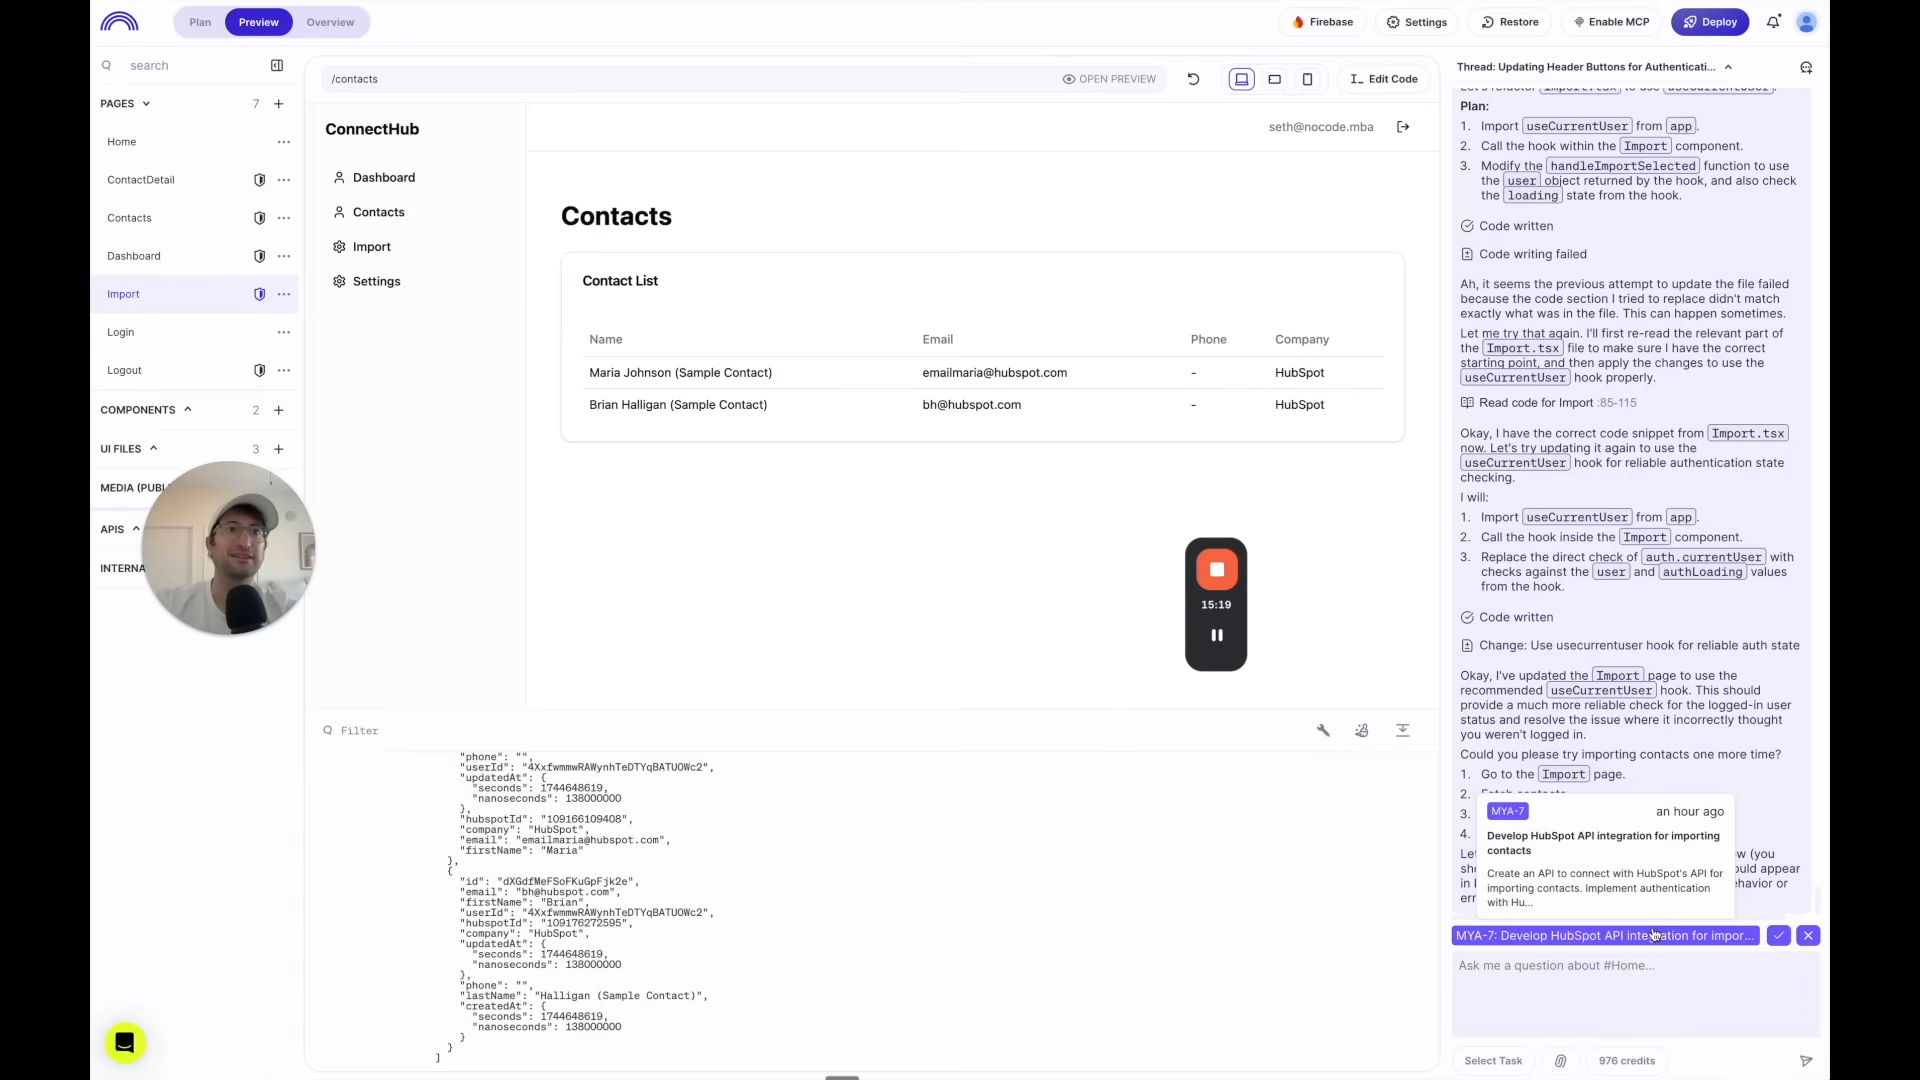 Plan
Preview
Overview
Firebase
Settings
Restore
Enable MCP
Deploy
search
PAGES
7
Home
ContactDetail
Contacts
Dashboard
Import
Login
Logout
COMPONENTS
2
UI FILES
3
MEDIA (PUBL
APIS
INTERNA
/contacts
OPEN PREVIEW
Edit Code
ConnectHub
Dashboard
Contacts
Import
Settings
seth@nocode.mba
Contacts
Contact List
Name Email Phone Company
Maria Johnson (Sample Contact) emailmaria@hubspot.com - HubSpot
Brian Halligan (Sample Contact) bh@hubspot.com - HubSpot
15:19
Filter
"phone": "",
"userId": "4XxfwmmwRAWynhTeDTYqBATUOWc2",
"updatedAt": {
"seconds": 1744648619,
"nanoseconds": 138000000
},
"hubspotId": "109166109408",
"company": "HubSpot",
"email": "emailmaria@hubspot.com",
"firstName": "Maria"
},
{
"id": "dXGdfMeFSoFKuGpFjk2e",
"email": "bh@hubspot.com",
"firstName": "Brian",
"userId": "4XxfwmmwRAWynhTeDTYqBATUOWc2",
"hubspotId": "109176272595",
"company": "HubSpot",
"updatedAt": {
"seconds": 1744648619,
"nanoseconds": 138000000
},
"phone": "",
"lastName": "Halligan (Sample Contact)",
"createdAt": {
"seconds": 1744648619,
"nanoseconds": 138000000
}
}
]
Thread: Updating Header Buttons for Authenticati...
Let's refactor Import.tsx to use useCurrentUser.
Plan:
1. Import useCurrentUser from app.
2. Call the hook within the Import component.
3. Modify the handleImportSelected function to use
the user object returned by the hook, and also check
the loading state from the hook.
Code written
Code writing failed
Ah, it seems the previous attempt to update the file failed
because the code section I tried to replace didn't match
exactly what was in the file. This can happen sometimes.
Let me try that again. I'll first re-read the relevant part of
the Import.tsx file to make sure I have the correct
starting point, and then apply the changes to use the
useCurrentUser hook properly.
Read code for Import :85-115
Okay, I have the correct code snippet from Import.tsx
now. Let's try updating it again to use the
useCurrentUser hook for reliable authentication state
checking.
I will:
1. Import useCurrentUser from app.
2. Call the hook inside the Import component.
3. Replace the direct check of auth.currentUser with
checks against the user and authLoading values
from the hook.
Code written
Change: Use usecurrentuser hook for reliable auth state
Okay, I've updated the Import page to use the
recommended useCurrentUser hook. This should
provide a much more reliable check for the logged-in user
status and resolve the issue where it incorrectly thought
you weren't logged in.
Could you please try importing contacts one more time?
1. Go to the Import page.
2. Fetch contacts
3.
4.
MYA-7
an hour ago
Develop HubSpot API integration for importing
contacts
Create an API to connect with HubSpot's API for
importing contacts. Implement authentication
with Hu...
MYA-7: Develop HubSpot API integration for impor...
Ask me a question about #Home...
Select Task
976 credits